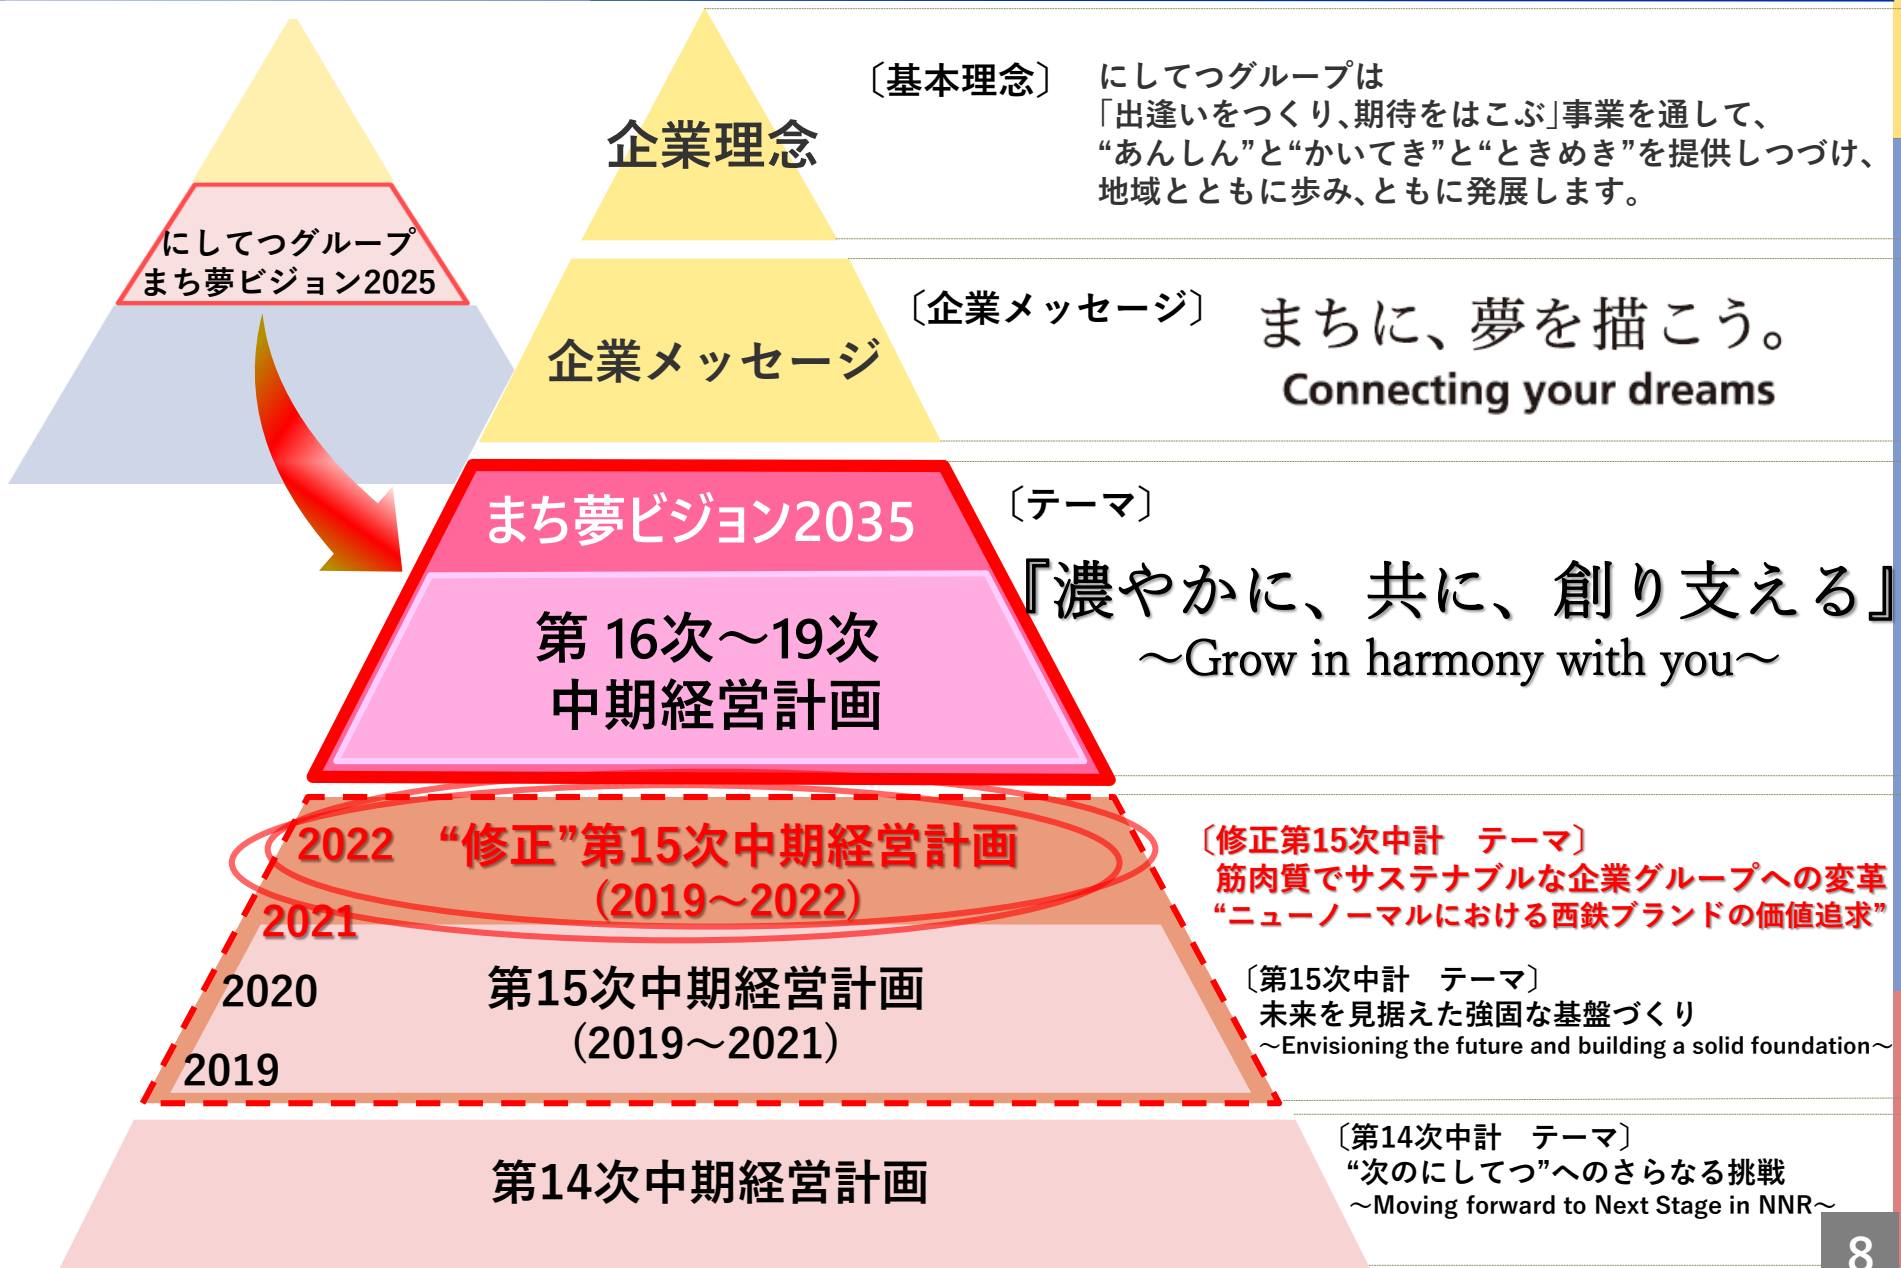 にしてつグループ
まち夢ビジョン2025
企業理念
〔基本理念〕
にしてつグループは
「出逢いをつくり、期待をはこぶ」事業を通して、
“あんしん”と“かいてき”と“ときめき”を提供しつづけ、
地域とともに歩み、ともに発展します。
企業メッセージ
〔企業メッセージ〕
まちに、夢を描こう。
Connecting your dreams
まち夢ビジョン2035
第 16次～19次
中期経営計画
〔テーマ〕
『濃やかに、共に、創り支える』
～Grow in harmony with you～
2022 “修正”第15次中期経営計画
(2019～2022)
2021
〔修正第15次中計 テーマ〕
筋肉質でサステナブルな企業グループへの変革
“ニューノーマルにおける西鉄ブランドの価値追求”
2020
第15次中期経営計画
(2019～2021)
2019
〔第15次中計 テーマ〕
未来を見据えた強固な基盤づくり
～Envisioning the future and building a solid foundation～
第14次中期経営計画
〔第14次中計 テーマ〕
“次のにしてつ”へのさらなる挑戦
～Moving forward to Next Stage in NNR～
8